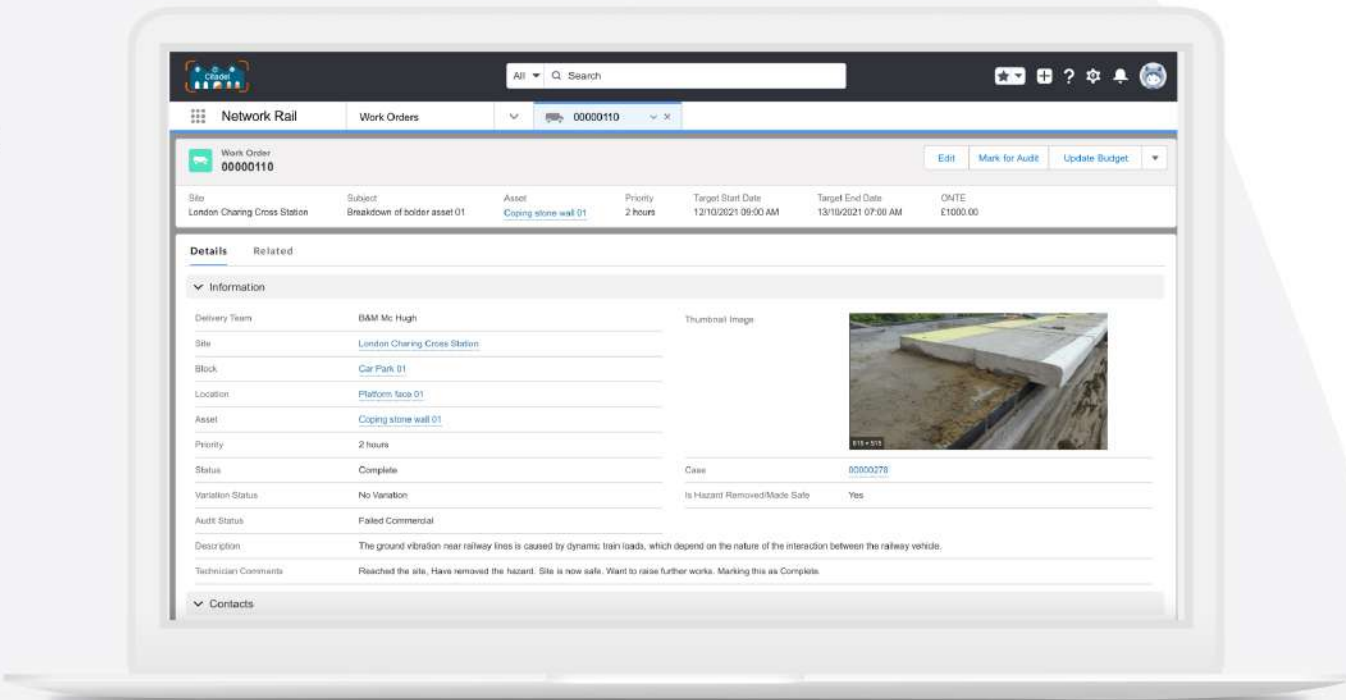 Citadel
All Search
?
Network Rail Work Orders 00000110
Work Order
00000110
Edit Mark for Audit Update Budget
Site Subject Asset Priority Target Start Date Target End Date ONTE
London Charing Cross Station Breakdown of bolder asset 01 Coping stone wall 01 2 hours 12/10/2021 09:00 AM 13/10/2021 07:00 AM £1000.00
Details Related
Information
Delivery Team B&M Mc Hugh Thumbnail Image
Site London Charing Cross Station
Block Car Park 01
Location Platform face 01
Asset Coping stone wall 01
Priority 2 hours
515 × 515
Status Complete Case 00000278
Variation Status No Variation Is Hazard Removed/Made Safe Yes
Audit Status Failed Commercial
Description The ground vibration near railway lines is caused by dynamic train loads, which depend on the nature of the interaction between the railway vehicle.
Technician Comments Reached the site, Have removed the hazard. Site is now safe. Want to raise further works. Marking this as Complete.
Contacts